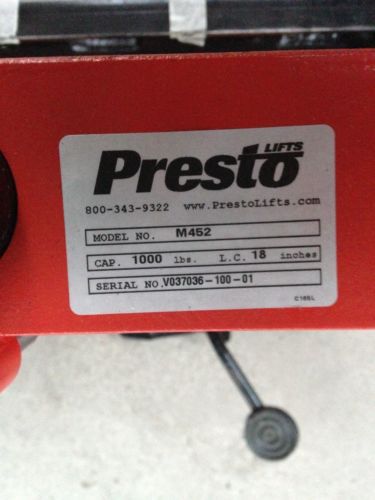 Presto LIFTS
800-343-9322 www.PrestoLifts.com
MODEL NO. M452
CAP. 1000 lbs. L.C. 18 inches
SERIAL NO. V037036-100-01
C165L